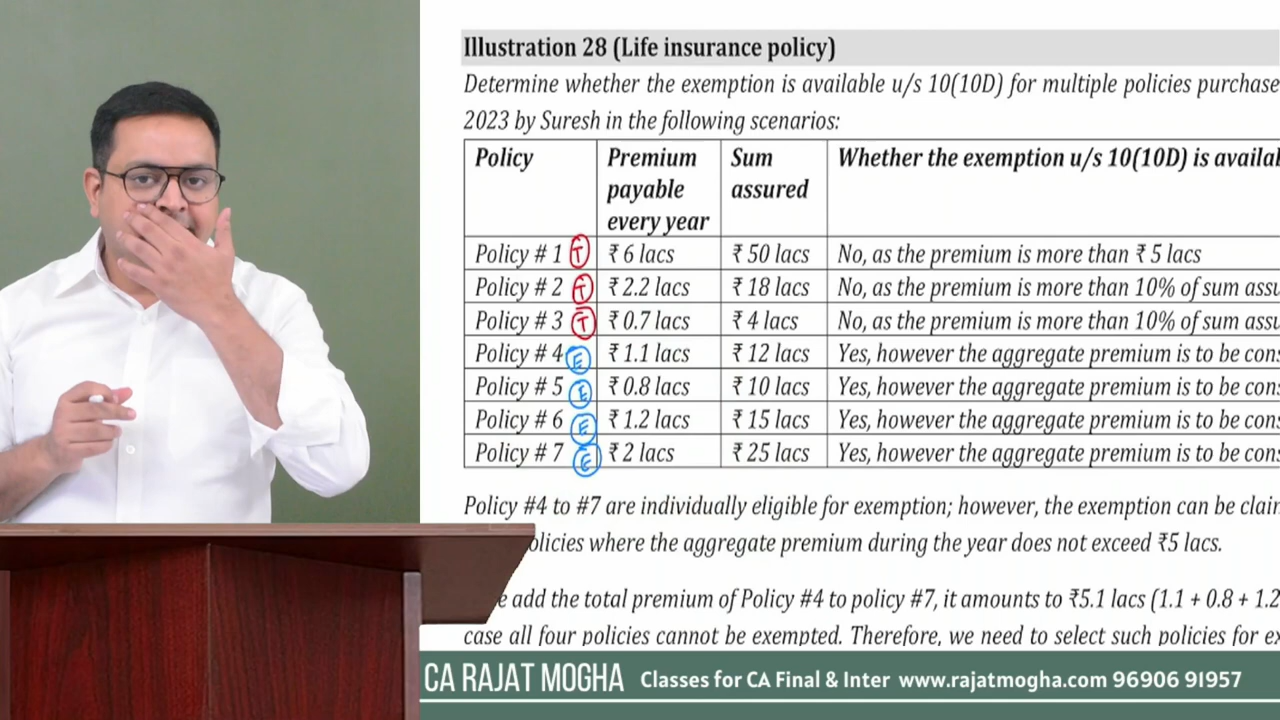 Illustration 28 (Life insurance policy)
Determine whether the exemption is available u/s 10(10D) for multiple policies purchase
2023 by Suresh in the following scenarios:
Policy Premium payable every year Sum assured Whether the exemption u/s 10(10D) is availa
Policy # 1 T ₹ 6 lacs ₹ 50 lacs No, as the premium is more than ₹ 5 lacs
Policy # 2 T ₹ 2.2 lacs ₹ 18 lacs No, as the premium is more than 10% of sum assu
Policy # 3 T ₹ 0.7 lacs ₹ 4 lacs No, as the premium is more than 10% of sum assu
Policy # 4 E ₹ 1.1 lacs ₹ 12 lacs Yes, however the aggregate premium is to be cons
Policy # 5 E ₹ 0.8 lacs ₹ 10 lacs Yes, however the aggregate premium is to be cons
Policy # 6 E ₹ 1.2 lacs ₹ 15 lacs Yes, however the aggregate premium is to be cons
Policy # 7 E ₹ 2 lacs ₹ 25 lacs Yes, however the aggregate premium is to be cons
Policy #4 to #7 are individually eligible for exemption; however, the exemption can be clai
olicies where the aggregate premium during the year does not exceed ₹5 lacs.
e add the total premium of Policy #4 to policy #7, it amounts to ₹5.1 lacs (1.1 + 0.8 + 1.2
case all four policies cannot be exempted. Therefore, we need to select such policies for ex
CA RAJAT MOGHA Classes for CA Final & Inter www.rajatmogha.com 96906 91957